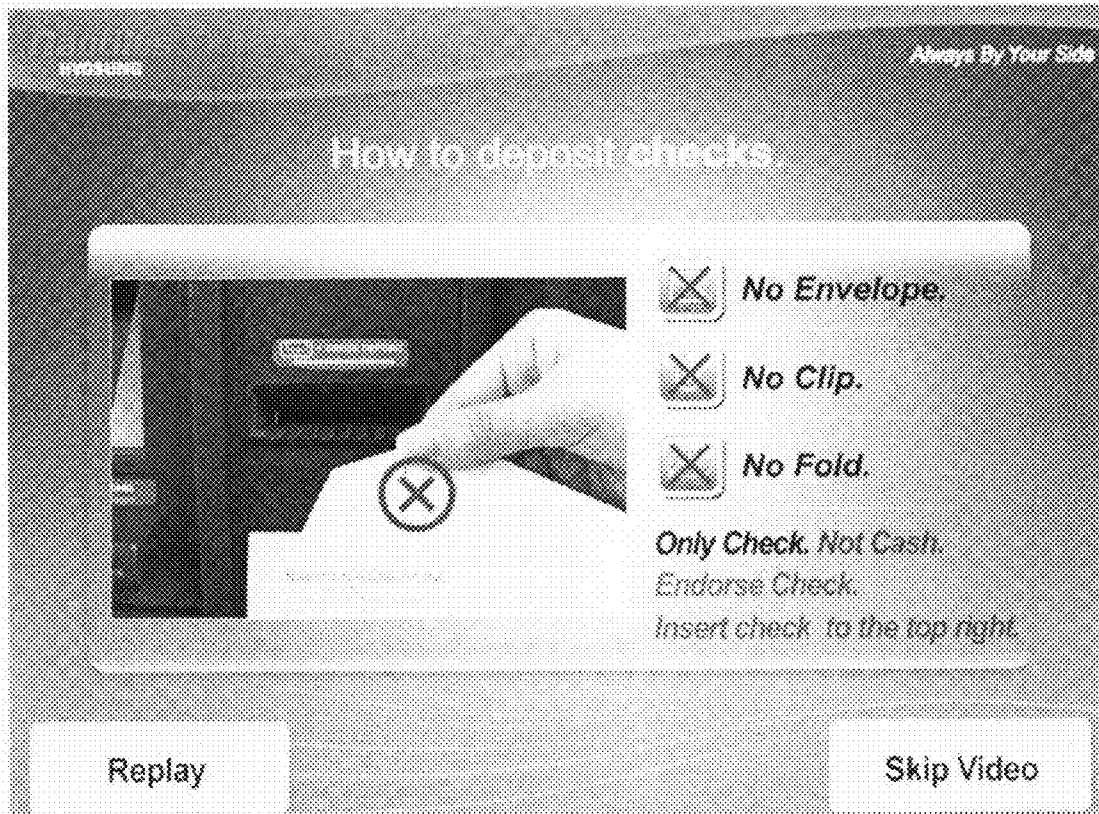 HYOSUNG
Always By Your Side
How to deposit checks.
No Envelope.
No Clip.
No Fold.
Only Check. Not Cash.
Endorse Check.
Insert check to the top right.
Replay
Skip Video